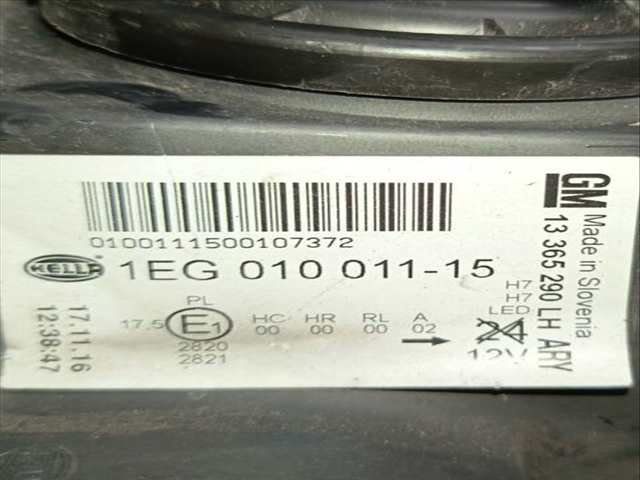 0100111500107372
HELLA
1EG 010 011-15
17.11.16
12:38:47
PL
17.5
E1
2820
2821
HC
00
HR
00
RL
00
A
02
H7
H7
LED
24
12V
GM
Made in Slovenia
13 365 290 LH ARY